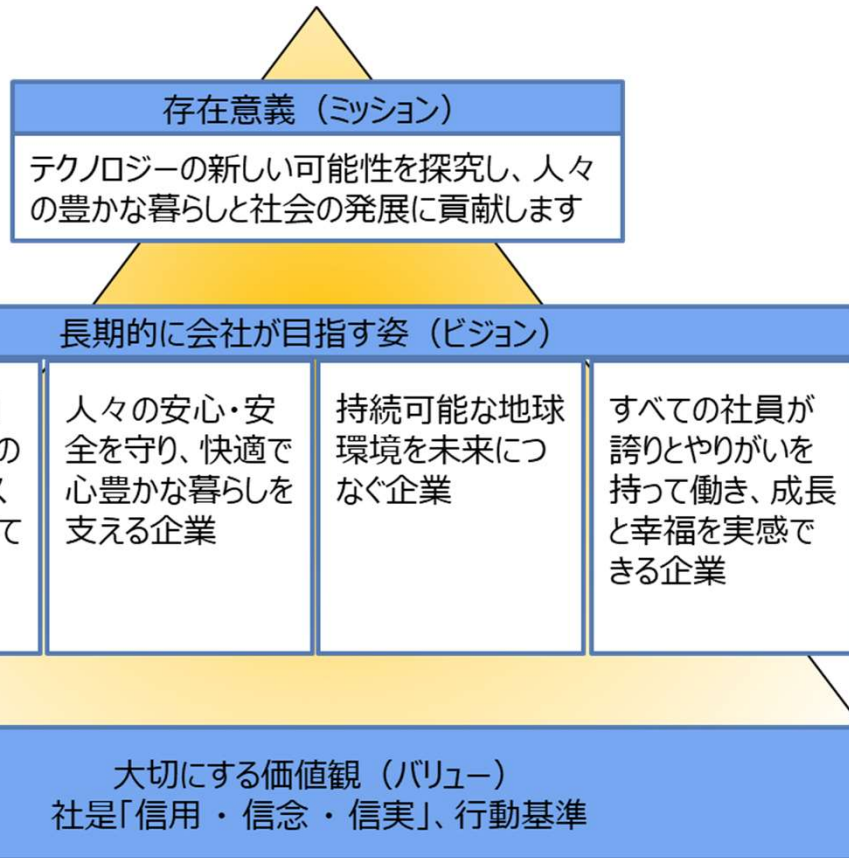 存在意義（ミッション）
テクノロジーの新しい可能性を探究し、人々
の豊かな暮らしと社会の発展に貢献します
長期的に会社が目指す姿（ビジョン）
の
て
人々の安心・安
全を守り、快適で
心豊かな暮らしを
支える企業
持続可能な地球
環境を未来につ
なぐ企業
すべての社員が
誇りとやりがいを
持って働き、成長
と幸福を実感で
きる企業
大切にする価値観（バリュー）
社是「信用 ・ 信念 ・ 信実」、行動基準